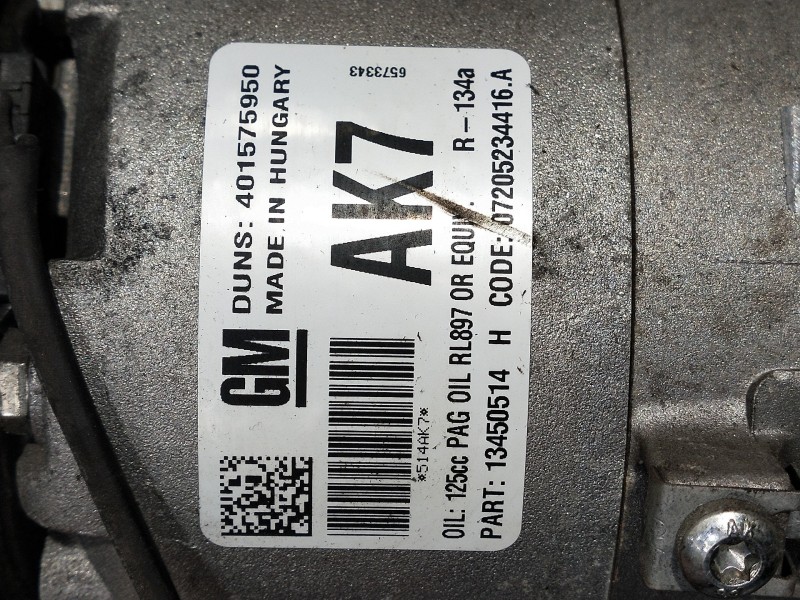 GM
DUNS: 401575950
MADE IN HUNGARY
AK7
6573343
*514AK7*
OIL: 125cc PAG OIL RL897 OR EQUIV. R-134a
PART: 13450514 H CODE: 07205234416.A